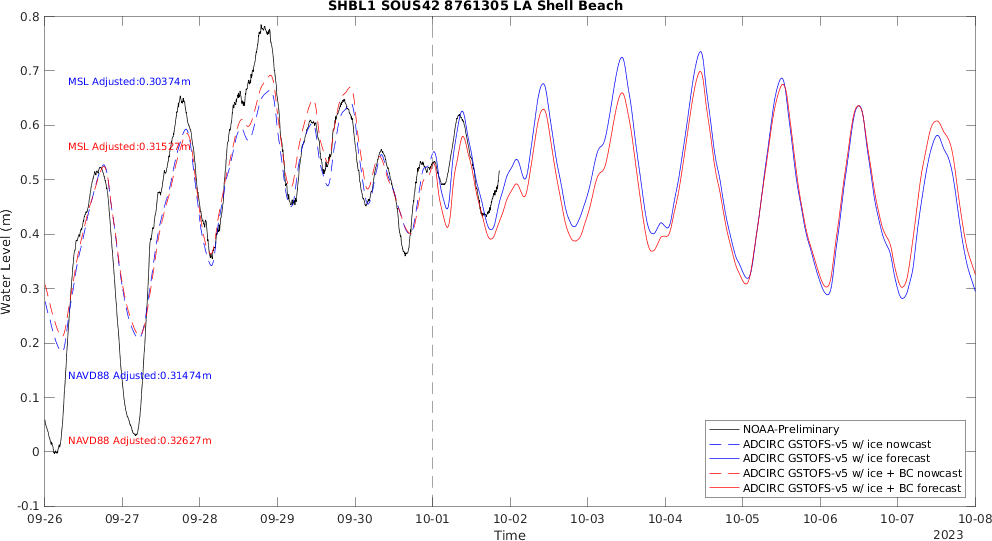 SHBL1 SOUS42 8761305 LA Shell Beach
0.8
0.7
0.6
0.5
0.4
0.3
0.2
0.1
0
-0.1
Water Level (m)
MSL Adjusted:0.30374m
MSL Adjusted:0.31527m
NAVD88 Adjusted:0.31474m
NAVD88 Adjusted:0.32627m
NOAA-Preliminary
ADCIRC GSTOFS-v5 w/ ice nowcast
ADCIRC GSTOFS-v5 w/ ice forecast
ADCIRC GSTOFS-v5 w/ ice + BC nowcast
ADCIRC GSTOFS-v5 w/ ice + BC forecast
09-26 09-27 09-28 09-29 09-30 10-01 10-02 10-03 10-04 10-05 10-06 10-07 10-08
Time
2023